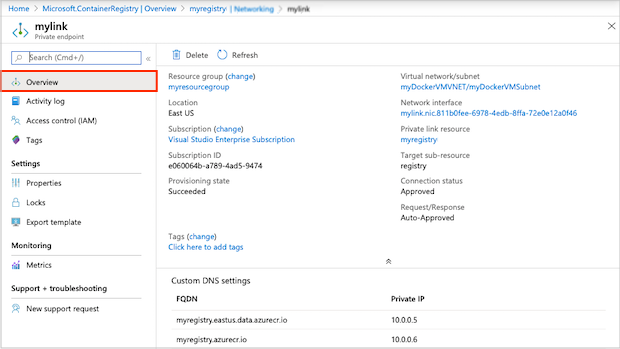 Home > Microsoft.ContainerRegistry | Overview > myregistry | Networking > mylink
mylink
Private endpoint
Search (Cmd+/)
Delete Refresh
Overview
Activity log
Access control (IAM)
Tags
Settings
Properties
Locks
Export template
Monitoring
Metrics
Support + troubleshooting
New support request
Resource group (change)
myresourcegroup
Location
East US
Subscription (change)
Visual Studio Enterprise Subscription
Subscription ID
e060064b-a789-4ad5-9474
Provisioning state
Succeeded
Tags (change)
Click here to add tags
Virtual network/subnet
myDockerVMVNET/myDockerVMSubnet
Network interface
mylink.nic.811b0fee-6978-4edb-8ffa-72e0e12a0f46
Private link resource
myregistry
Target sub-resource
registry
Connection status
Approved
Request/Response
Auto-Approved
Custom DNS settings
FQDN Private IP
myregistry.eastus.data.azurecr.io 10.0.0.5
myregistry.azurecr.io 10.0.0.6